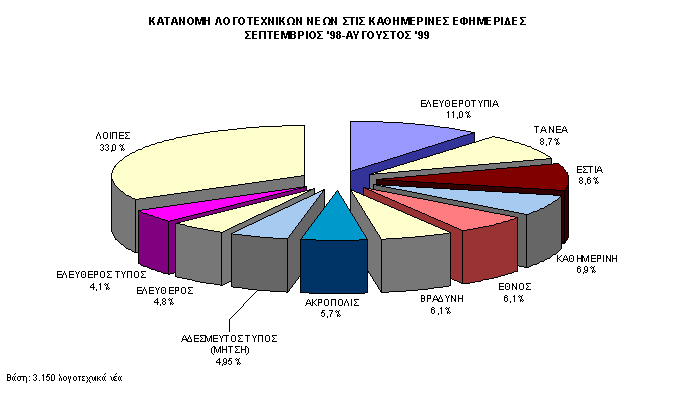 ΚΑΤΑΝΟΜΗ ΛΟΓΟΤΕΧΝΙΚΩΝ ΝΕΩΝ ΣΤΙΣ ΚΑΘΗΜΕΡΙΝΕΣ ΕΦΗΜΕΡΙΔΕΣ
ΣΕΠΤΕΜΒΡΙΟΣ '98-ΑΥΓΟΥΣΤΟΣ '99
ΕΛΕΥΘΕΡΟΤΥΠΙΑ
11,0%
ΤΑ ΝΕΑ
8,7%
ΕΣΤΙΑ
8,6%
ΚΑΘΗΜΕΡΙΝΗ
6,9%
ΕΘΝΟΣ
6,1%
ΒΡΑΔΥΝΗ
6,1%
ΑΚΡΟΠΟΛΙΣ
5,7%
ΑΔΕΣΜΕΥΤΟΣ ΤΥΠΟΣ
(ΜΗΤΣΗ)
4,95%
ΕΛΕΥΘΕΡΟΣ
4,8%
ΕΛΕΥΘΕΡΟΣ ΤΥΠΟΣ
4,1%
ΛΟΙΠΕΣ
33,0%
Βάση: 3.150 λογοτεχνικά νέα